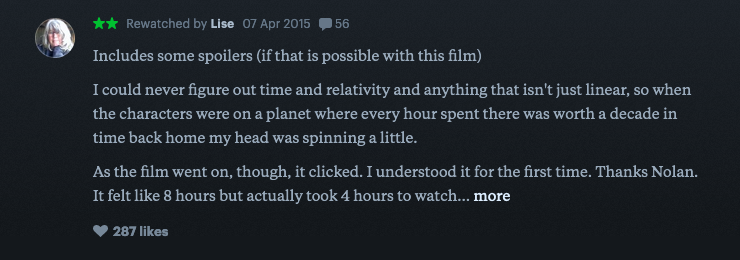 ★★ Rewatched by Lise 07 Apr 2015 56
Includes some spoilers (if that is possible with this film)
I could never figure out time and relativity and anything that isn't just linear, so when
the characters were on a planet where every hour spent there was worth a decade in
time back home my head was spinning a little.
As the film went on, though, it clicked. I understood it for the first time. Thanks Nolan.
It felt like 8 hours but actually took 4 hours to watch... more
287 likes